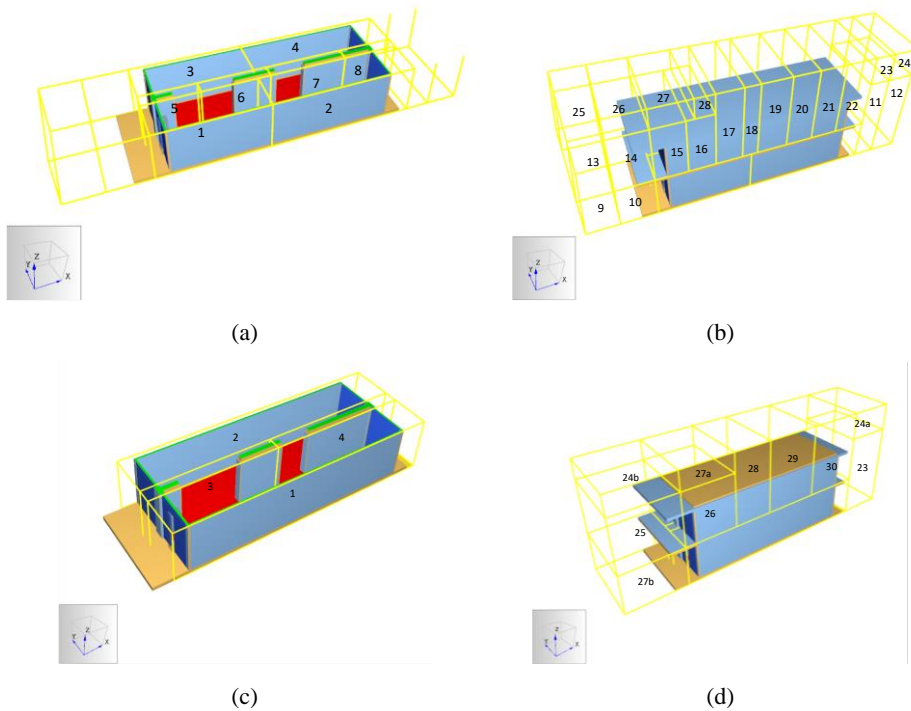 3 4
5 6 7 8
1 2
Z
Y
X
(a)
24
23
12
25 26 27 28 19 20 21 22 11
17 18
13 14 15 16
9 10
Z
Y
X
(b)
2
3 4
1
Z
Y X
(c)
24a
24b 27a 28 29 30 23
26
25
27b
Z
Y X
(d)